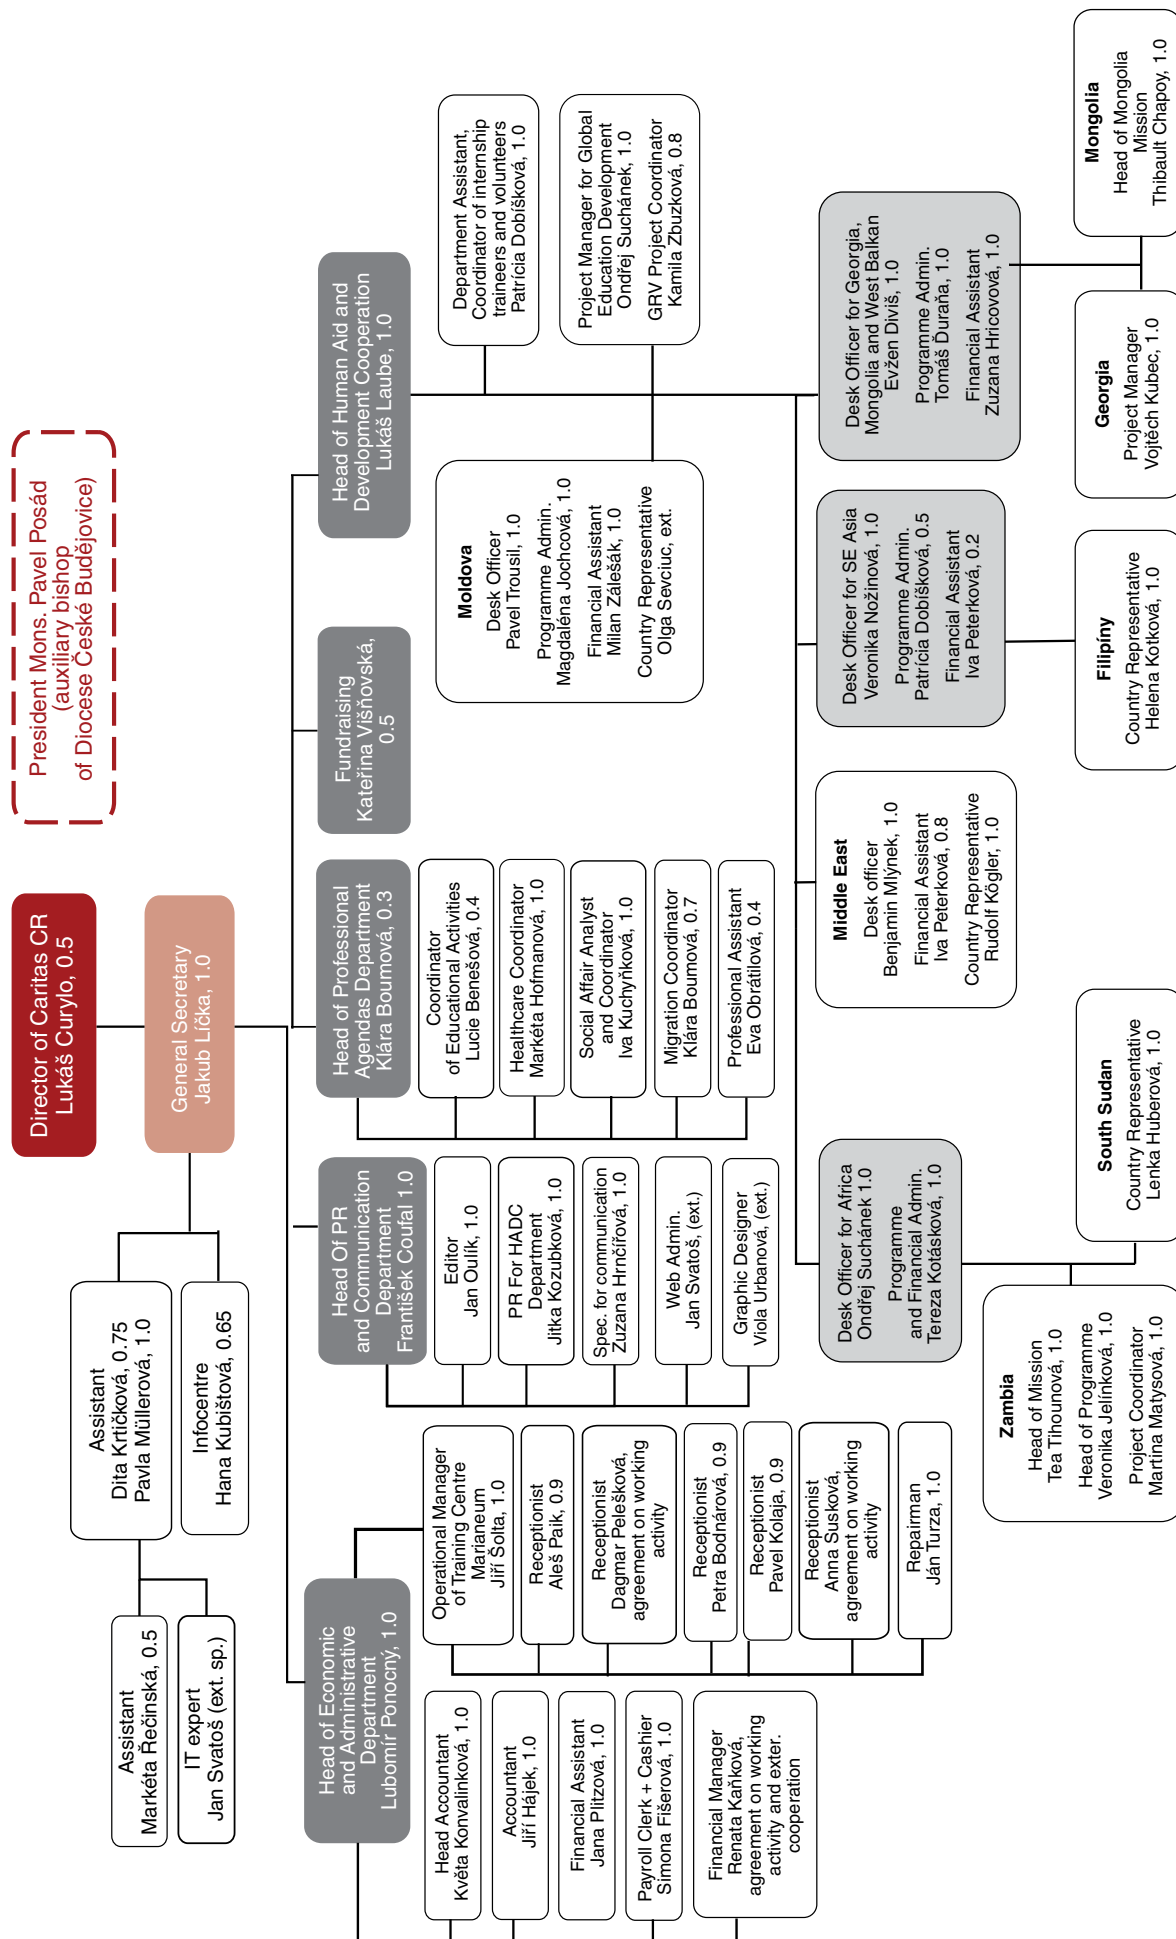 President Mons. Pavel Posád
(auxiliary bishop
of Diocese České Budějovice)
Director of Caritas CR
Lukáš Curylo, 0.5
General Secretary
Jakub Líčka, 1.0
Assistant
Dita Krtičková, 0.75
Pavla Müllerová, 1.0
Infocentre
Hana Kubištová, 0.65
Assistant
Markéta Řečinská, 0.5
IT expert
Jan Svatoš (ext. sp.)
Head of Economic
and Administrative
Department
Lubomír Ponocný, 1.0
Head Accountant
Květa Konvalinková, 1.0
Accountant
Jiří Hájek, 1.0
Financial Assistant
Jana Plitzová, 1.0
Payroll Clerk + Cashier
Simona Fišerová, 1.0
Financial Manager
Renata Kaňková,
agreement on working
activity and exter.
cooperation
Operational Manager
of Training Centre
Marianeum
Jiří Šolta, 1.0
Receptionist
Aleš Paik, 0.9
Receptionist
Dagmar Pelešková,
agreement on working
activity
Receptionist
Petra Bodnárová, 0.9
Receptionist
Pavel Kolaja, 0.9
Receptionist
Anna Susková,
agreement on working
activity
Repairman
Ján Turza, 1.0
Head Of PR
and Communication
Department
František Coufal 1.0
Editor
Jan Oulík, 1.0
PR For HADC
Department
Jitka Kozubková, 1.0
Spec. for communication
Zuzana Hrnčířová, 1.0
Web Admin.
Jan Svatoš, (ext.)
Graphic Designer
Viola Urbanová, (ext.)
Head of Professional
Agendas Department
Klára Boumová, 0.3
Coordinator
of Educational Activities
Lucie Benešová, 0.4
Healthcare Coordinator
Markéta Hofmanová, 1.0
Social Affair Analyst
and Coordinator
Iva Kuchyňková, 1.0
Migration Coordinator
Klára Boumová, 0.7
Professional Assistant
Eva Obrátilová, 0.4
Fundraising
Kateřina Višňovská,
0.5
Head of Human Aid and
Development Cooperation
Lukáš Laube, 1.0
Department Assistant,
Coordinator of internship
traineers and volunteers
Patrícia Dobíšková, 1.0
Project Manager for Global
Education Development
Ondřej Suchánek, 1.0
GRV Project Coordinator
Kamila Zbuzková, 0.8
Moldova
Desk Officer
Pavel Trousil, 1.0
Programme Admin.
Magdaléna Jochcová, 1.0
Financial Assistant
Milan Zálešák, 1.0
Country Representative
Olga Sevciuc, ext.
Desk Officer for Africa
Ondřej Suchánek 1.0
Programme
and Financial Admin.
Tereza Kotásková, 1.0
Zambia
Head of Mission
Tea Tihounová, 1.0
Head of Programme
Veronika Jelínková, 1.0
Project Coordinator
Martina Matysová, 1.0
South Sudan
Country Representative
Lenka Huberová, 1.0
Middle East
Desk officer
Benjamin Mlýnek, 1.0
Financial Assistant
Iva Peterková, 0.8
Country Representative
Rudolf Kögler, 1.0
Desk Officer for SE Asia
Veronika Nožinová, 1.0
Programme Admin.
Patrícia Dobíšková, 0.5
Financial Assistant
Iva Peterková, 0.2
Filipíny
Country Representative
Helena Kotková, 1.0
Desk Officer for Georgia,
Mongolia and West Balkan
Evžen Diviš, 1.0
Programme Admin.
Tomáš Ďuraňa, 1.0
Financial Assistant
Zuzana Hricovová, 1.0
Georgia
Project Manager
Vojtěch Kubec, 1.0
Mongolia
Head of Mongolia
Mission
Thibault Chapoy, 1.0